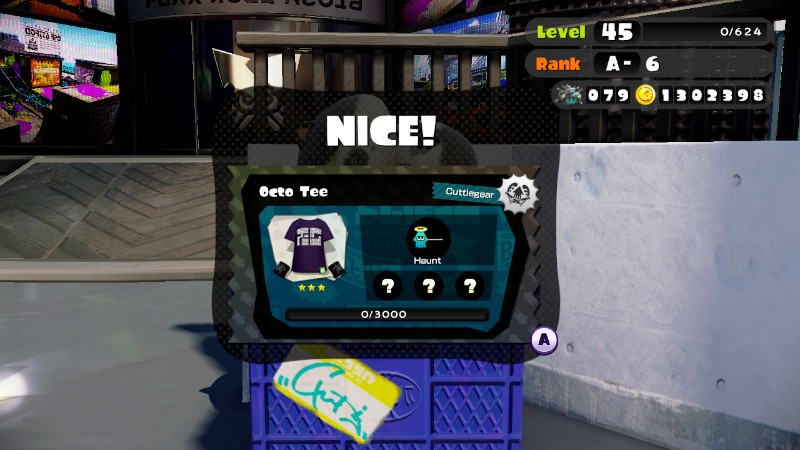 Level 45 0/624
Rank A- 6
079 1302398
NICE!
Octo Tee Cuttlegear
Haunt
? ? ?
0/3000
A